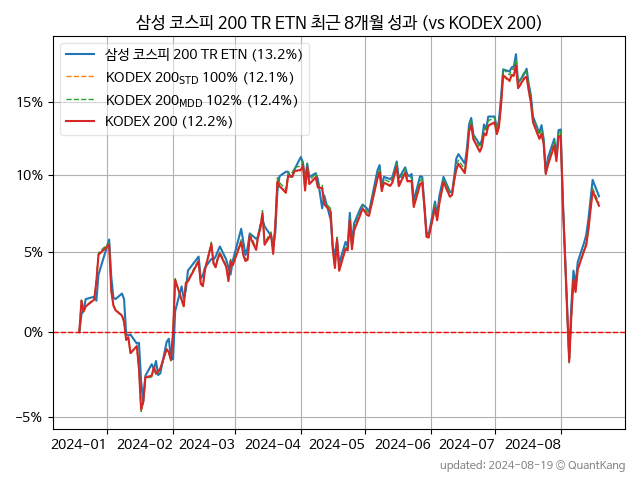 삼성 코스피 200 TR ETN 최근 8개월 성과 (vs KODEX 200)
삼성 코스피 200 TR ETN (13.2%)
KODEX 200STD 100% (12.1%)
KODEX 200MDD 102% (12.4%)
KODEX 200 (12.2%)
15%
10%
5%
0%
−5%
2024-01 2024-02 2024-03 2024-04 2024-05 2024-06 2024-07 2024-08
updated: 2024-08-19 © QuantKang